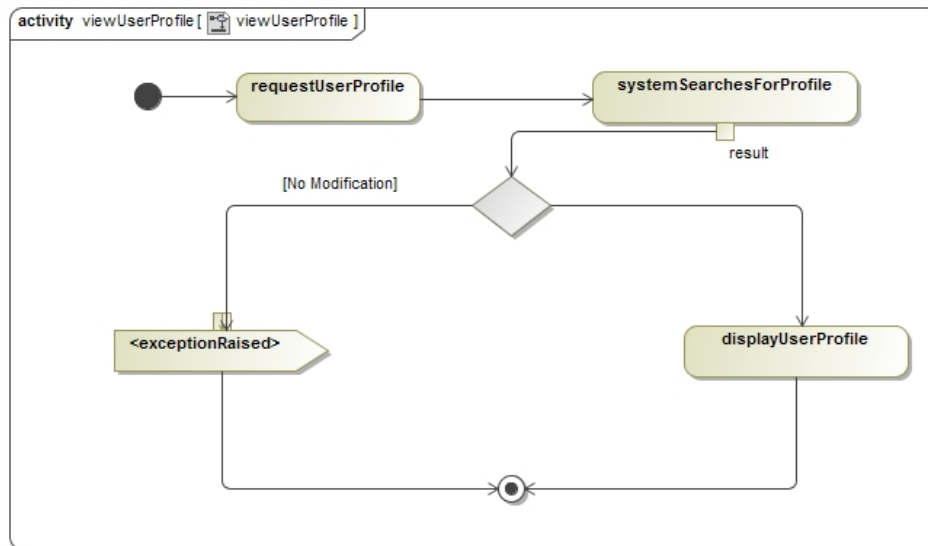 activity viewUserProfile [ viewUserProfile ]
requestUserProfile
systemSearchesForProfile
result
[No Modification]
<exceptionRaised>
displayUserProfile